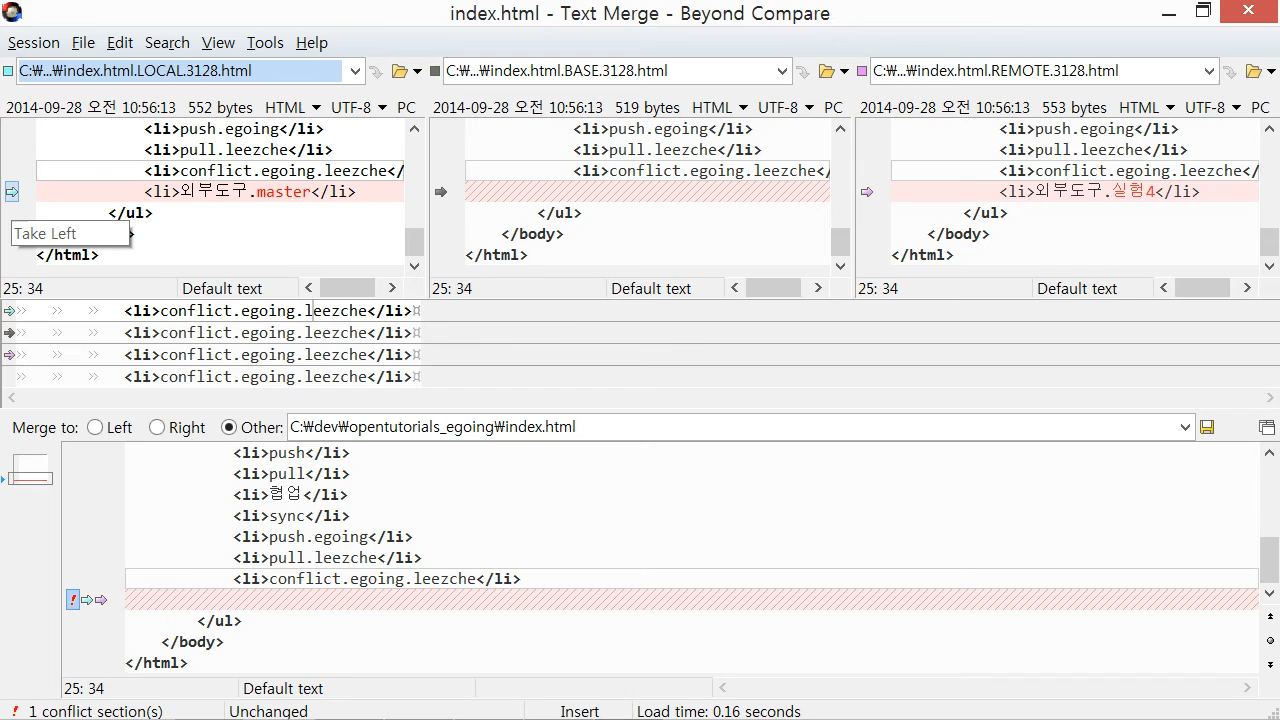 index.html - Text Merge - Beyond Compare
Session File Edit Search View Tools Help
C:₩...₩index.html.LOCAL.3128.html
C:₩...₩index.html.BASE.3128.html
C:₩...₩index.html.REMOTE.3128.html
2014-09-28 오전 10:56:13 552 bytes HTML UTF-8 PC
2014-09-28 오전 10:56:13 519 bytes HTML UTF-8 PC
2014-09-28 오전 10:56:13 553 bytes HTML UTF-8 PC
<li>push.egoing</li>
<li>pull.leezche</li>
<li>conflict.egoing.leezche</
<li>외부도구.master</li>
</ul>
Take Left
>
</html>
25: 34 Default text
<li>push.egoing</li>
<li>pull.leezche</li>
<li>conflict.egoing.leezche</
</ul>
</body>
</html>
25: 34 Default text
<li>push.egoing</li>
<li>pull.leezche</li>
<li>conflict.egoing.leezche</
<li>외부도구.실험4</li>
</ul>
</body>
</html>
25: 34 Default text
<li>conflict.egoing.leezche</li>¤
<li>conflict.egoing.leezche</li>¤
<li>conflict.egoing.leezche</li>¤
<li>conflict.egoing.leezche</li>¤
Merge to: Left Right Other: C:₩dev₩opentutorials_egoing₩index.html
<li>push</li>
<li>pull</li>
<li>협업</li>
<li>sync</li>
<li>push.egoing</li>
<li>pull.leezche</li>
<li>conflict.egoing.leezche</li>
</ul>
</body>
</html>
25: 34 Default text
1 conflict section(s) Unchanged Insert Load time: 0.16 seconds